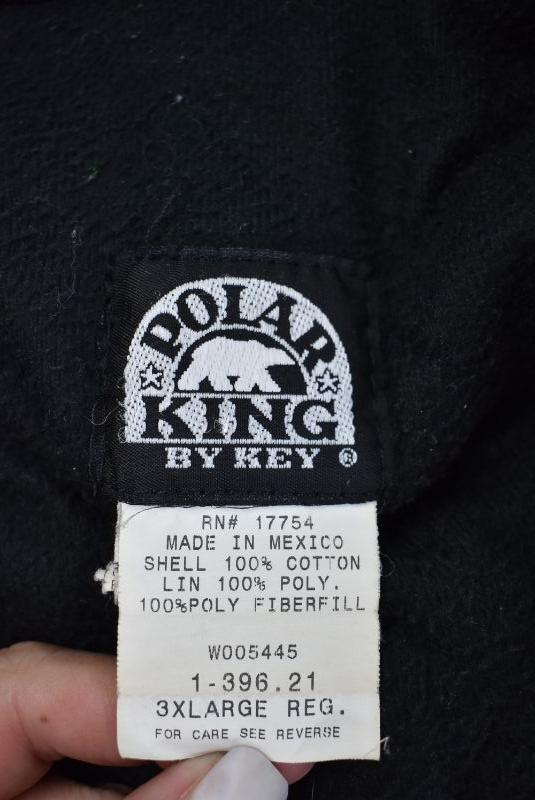 POLAR
KING
BY KEY ®
RN# 17754
MADE IN MEXICO
SHELL 100% COTTON
LIN 100% POLY.
100%POLY FIBERFILL
W005445
1-396.21
3XLARGE REG.
FOR CARE SEE REVERSE